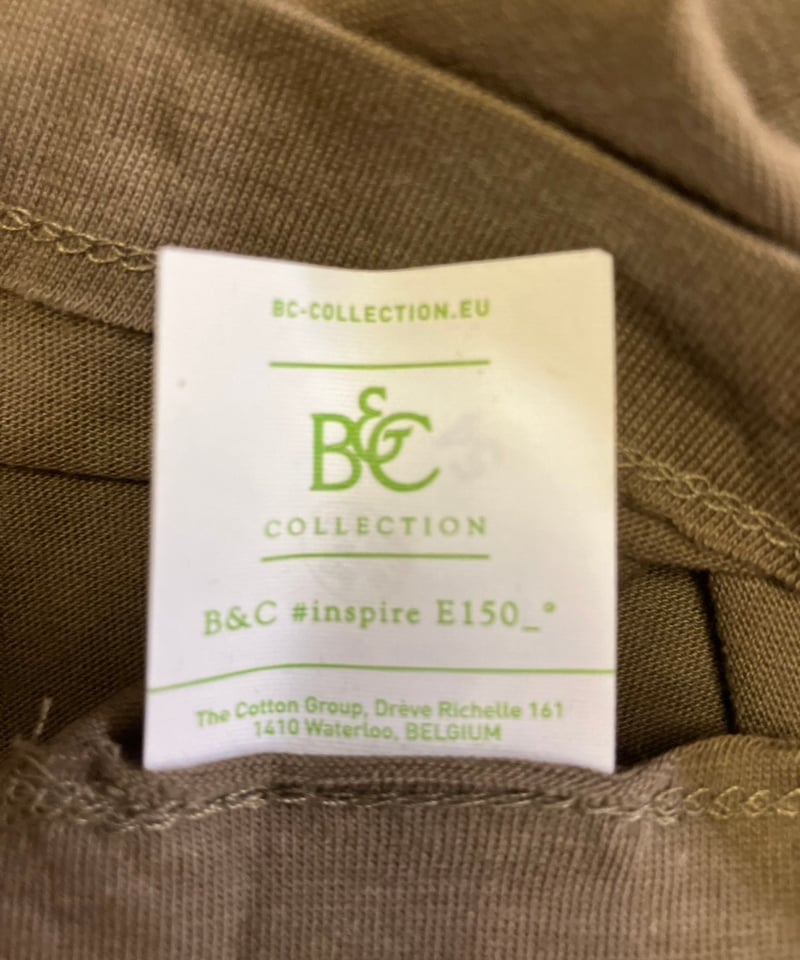 BC-COLLECTION.EU
B&C
COLLECTION
B&C #inspire E150_°
The Cotton Group, Drève Richelle 161
1410 Waterloo, BELGIUM